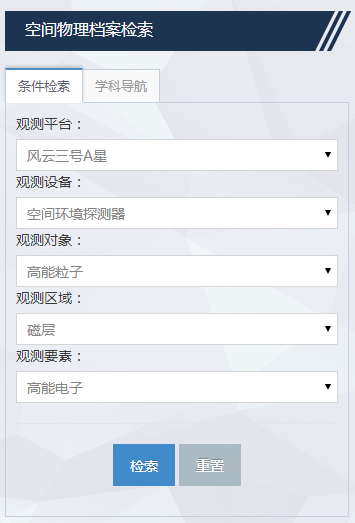 空间物理档案检索
条件检索 学科导航
观测平台：
风云三号A星
观测设备：
空间环境探测器
观测对象：
高能粒子
观测区域：
磁层
观测要素：
高能电子
检索 重置